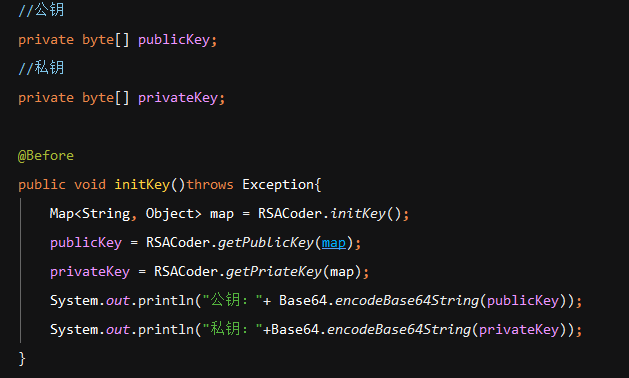 //公钥
private byte[] publicKey;
//私钥
private byte[] privateKey;
@Before
public void initKey()throws Exception{
Map<String, Object> map = RSACoder.initKey();
publicKey = RSACoder.getPublicKey(map);
privateKey = RSACoder.getPriateKey(map);
System.out.println("公钥："+ Base64.encodeBase64String(publicKey));
System.out.println("私钥："+Base64.encodeBase64String(privateKey));
}